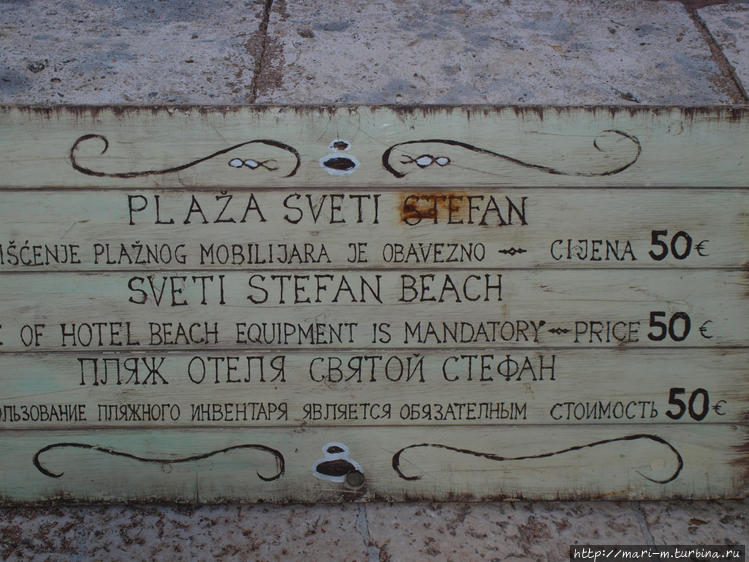 PLAŽA SVETI STEFAN
IŠĆENJE PLAŽNOG MOBILIJARA JE OBAVEZNO CIJENA 50€
SVETI STEFAN BEACH
E OF HOTEL BEACH EQUIPMENT IS MANDATORY PRICE 50€
ПЛЯЖ ОТЕЛЯ СВЯТОЙ СТЕФАН
ОЛЬЗОВАНИЕ ПЛЯЖНОГО ИНВЕНТАРЯ ЯВЛЯЕТСЯ ОБЯЗАТЕЛНЫМ СТОИМОСТЬ 50€
http://mari-m.turbina.ru